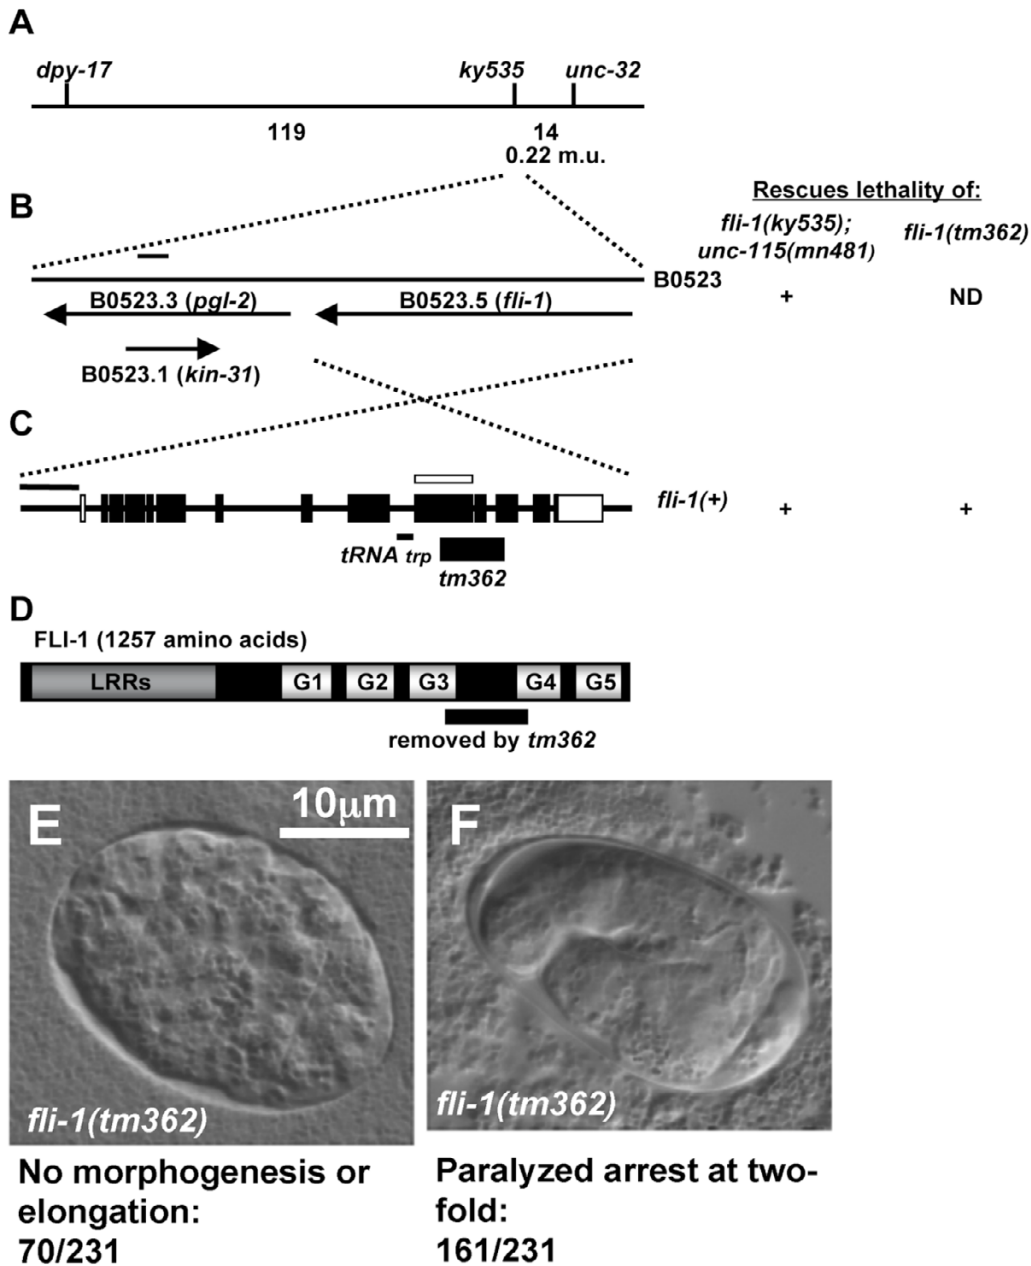 A
dpy-17
ky535
unc-32
119
14
0.22 m.u.
B
Rescues lethality of:
fli-1(ky535);
unc-115(mn481)
fli-1(tm362)
B0523
B0523.3 (pgl-2)
B0523.5 (fli-1)
+
ND
B0523.1 (kin-31)
C
fli-1(+)
+
+
tRNA trp
tm362
D
FLI-1 (1257 amino acids)
LRRs
G1
G2
G3
G4
G5
removed by tm362
E
10μm
fli-1(tm362)
F
fli-1(tm362)
No morphogenesis or
elongation:
70/231
Paralyzed arrest at two-
fold:
161/231